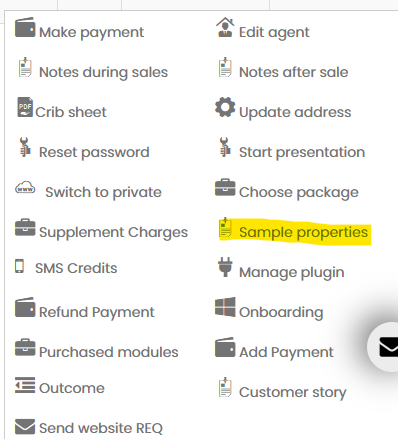 Make payment
Edit agent
Notes during sales
Notes after sale
PDF Crib sheet
Update address
Reset password
Start presentation
www Switch to private
Choose package
Supplement Charges
Sample properties
SMS Credits
Manage plugin
Refund Payment
Onboarding
Purchased modules
Add Payment
Outcome
Customer story
Send website REQ